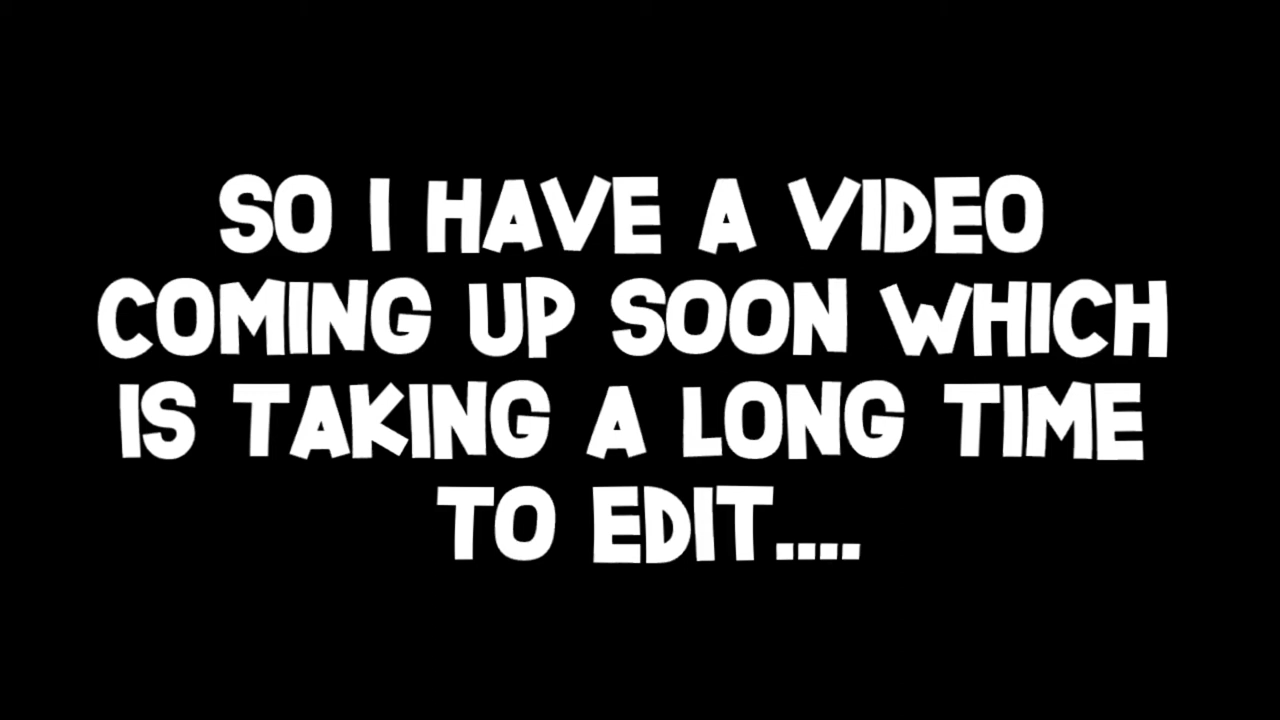 SO I HAVE A VIDEO
COMING UP SOON WHICH
IS TAKING A LONG TIME
TO EDIT....